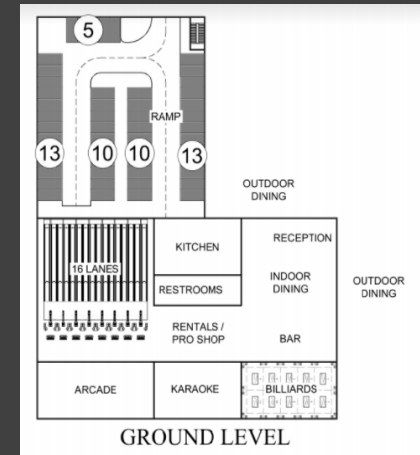 5
RAMP
13
10
10
13
OUTDOOR
DINING
KITCHEN
RECEPTION
16 LANES
RESTROOMS
INDOOR
DINING
OUTDOOR
DINING
RENTALS /
PRO SHOP
BAR
ARCADE
KARAOKE
BILLIARDS
GROUND LEVEL